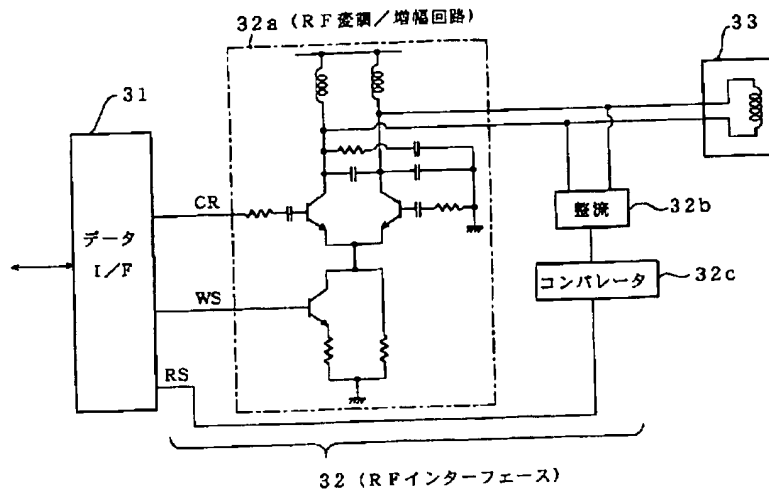 32a (RF変調/増幅回路)
33
31
CR
整流
32b
データ
I/F
コンパレータ
32c
WS
RS
32 (RFインターフェース)